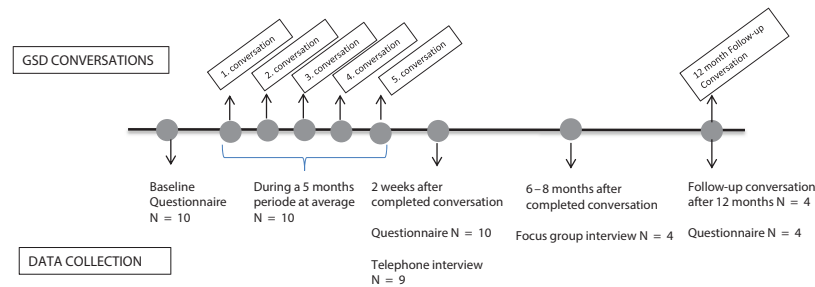 GSD CONVERSATIONS
1. conversation
2. conversation
3. conversation
4. conversation
5. conversation
12 month Follow-up
Conversation
Baseline
Questionnaire
N = 10
During a 5 months
periode at average
N = 10
2 weeks after
completed conversation
Questionnaire N = 10
Telephone interview
N = 9
6–8 months after
completed conversation
Focus group interview N = 4
Follow-up conversation
after 12 months N = 4
Questionnaire N = 4
DATA COLLECTION